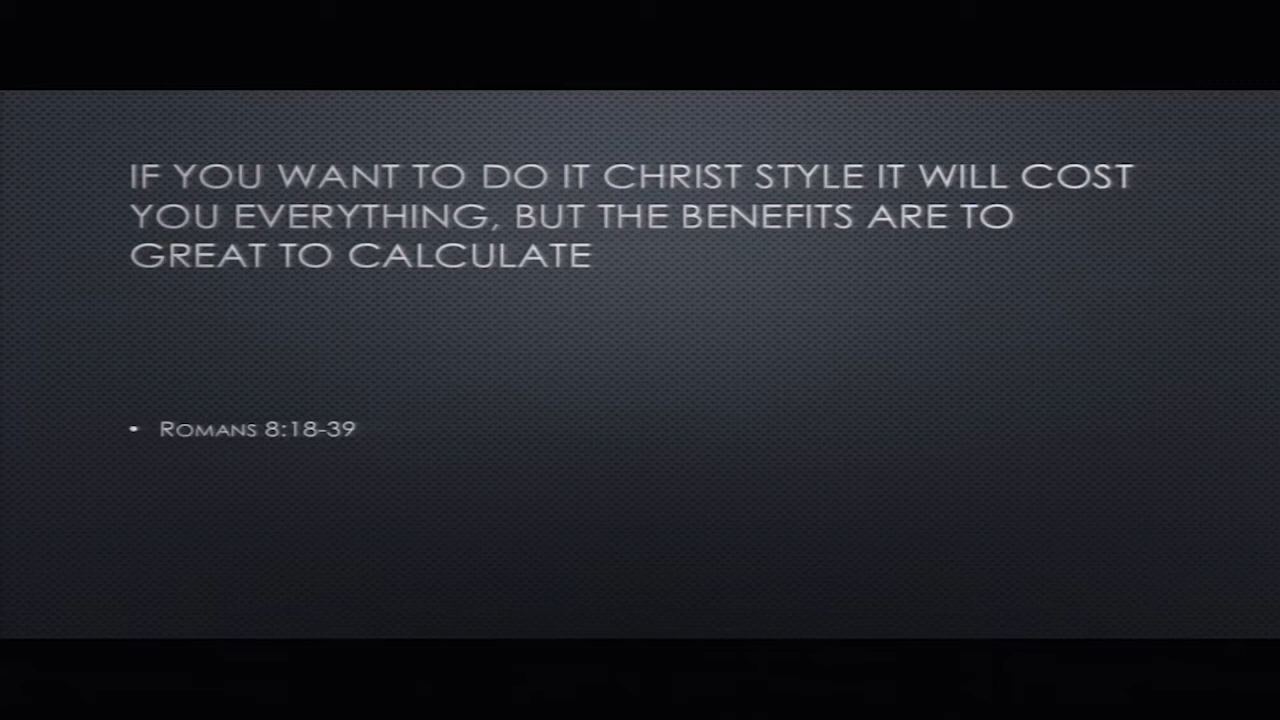 IF YOU WANT TO DO IT CHRIST STYLE IT WILL COST
YOU EVERYTHING, BUT THE BENEFITS ARE TO
GREAT TO CALCULATE
• ROMANS 8:18-39